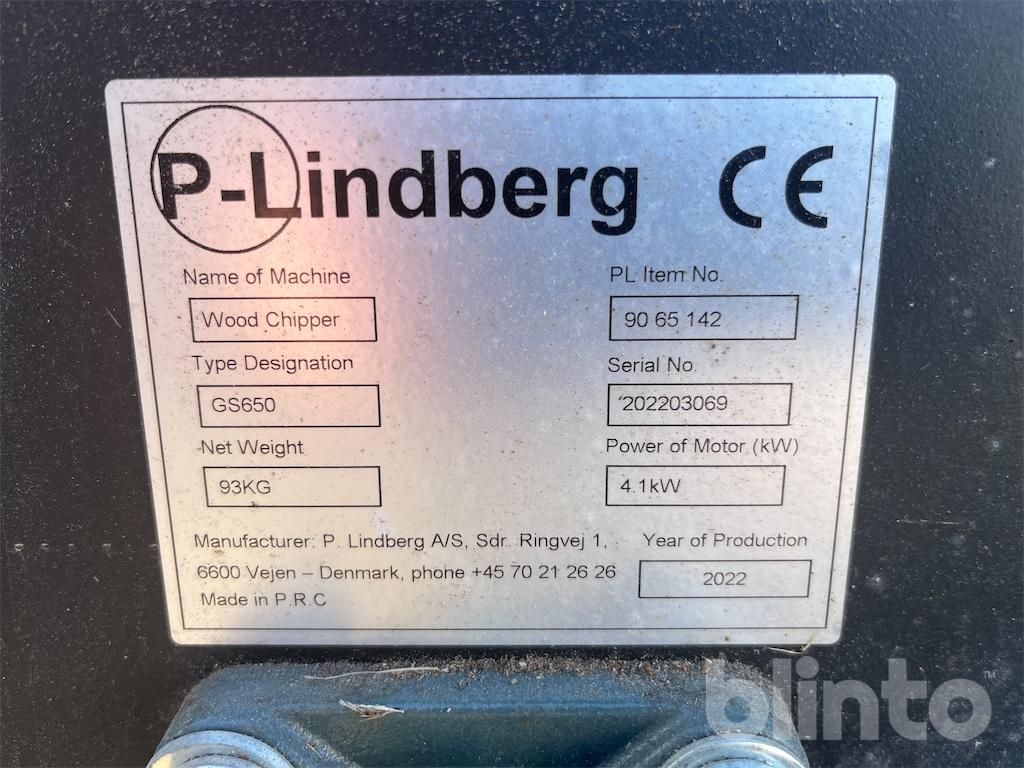 P-Lindberg CE
Name of Machine
Wood Chipper
Type Designation
GS650
Net Weight
93KG
PL Item No.
90 65 142
Serial No.
202203069
Power of Motor (kW)
4.1kW
Manufacturer: P. Lindberg A/S, Sdr. Ringvej 1,
6600 Vejen – Denmark, phone +45 70 21 26 26
Made in P.R.C
Year of Production
2022
blinto™